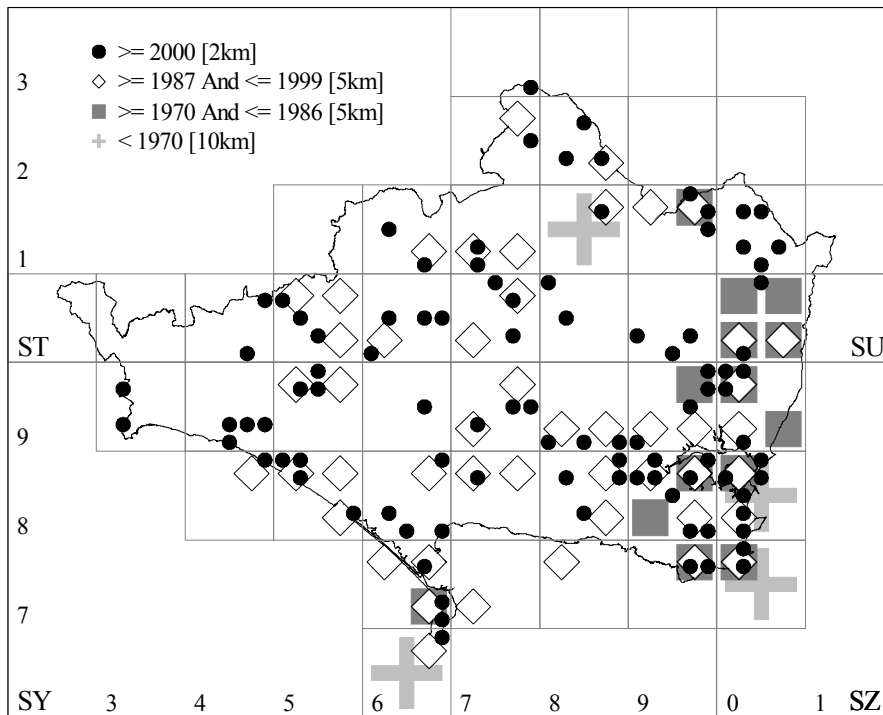 3
>= 2000 [2km]
>= 1987 And <= 1999 [5km]
>= 1970 And <= 1986 [5km]
< 1970 [10km]
2
1
ST SU
9
8
7
SY 3 4 5 6 7 8 9 0 1 SZ